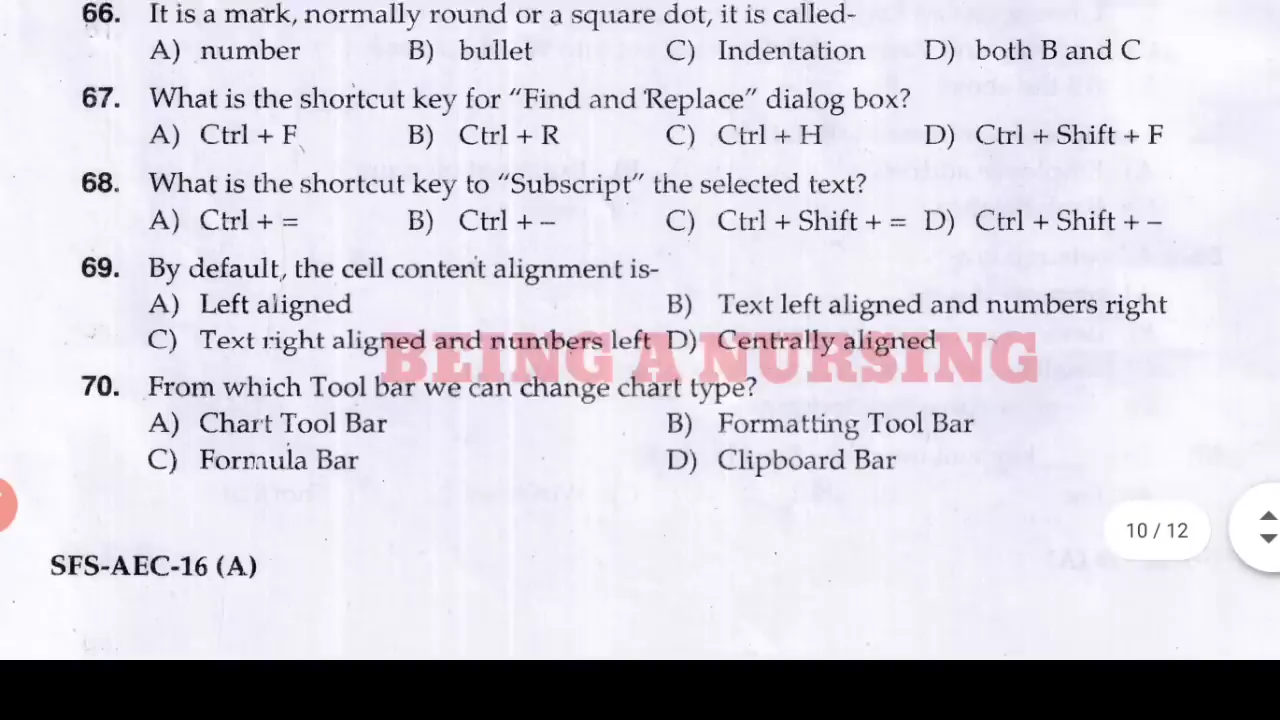 66. It is a mark, normally round or a square dot, it is called-
A) number B) bullet C) Indentation D) both B and C
67. What is the shortcut key for “Find and Replace” dialog box?
A) Ctrl + F B) Ctrl + R C) Ctrl + H D) Ctrl + Shift + F
68. What is the shortcut key to “Subscript” the selected text?
A) Ctrl + = B) Ctrl + – C) Ctrl + Shift + = D) Ctrl + Shift + –
69. By default, the cell content alignment is-
A) Left aligned B) Text left aligned and numbers right
C) Text right aligned and numbers left D) Centrally aligned
BEING A NURSING
70. From which Tool bar we can change chart type?
A) Chart Tool Bar B) Formatting Tool Bar
C) Formula Bar D) Clipboard Bar
10 / 12
SFS-AEC-16 (A)